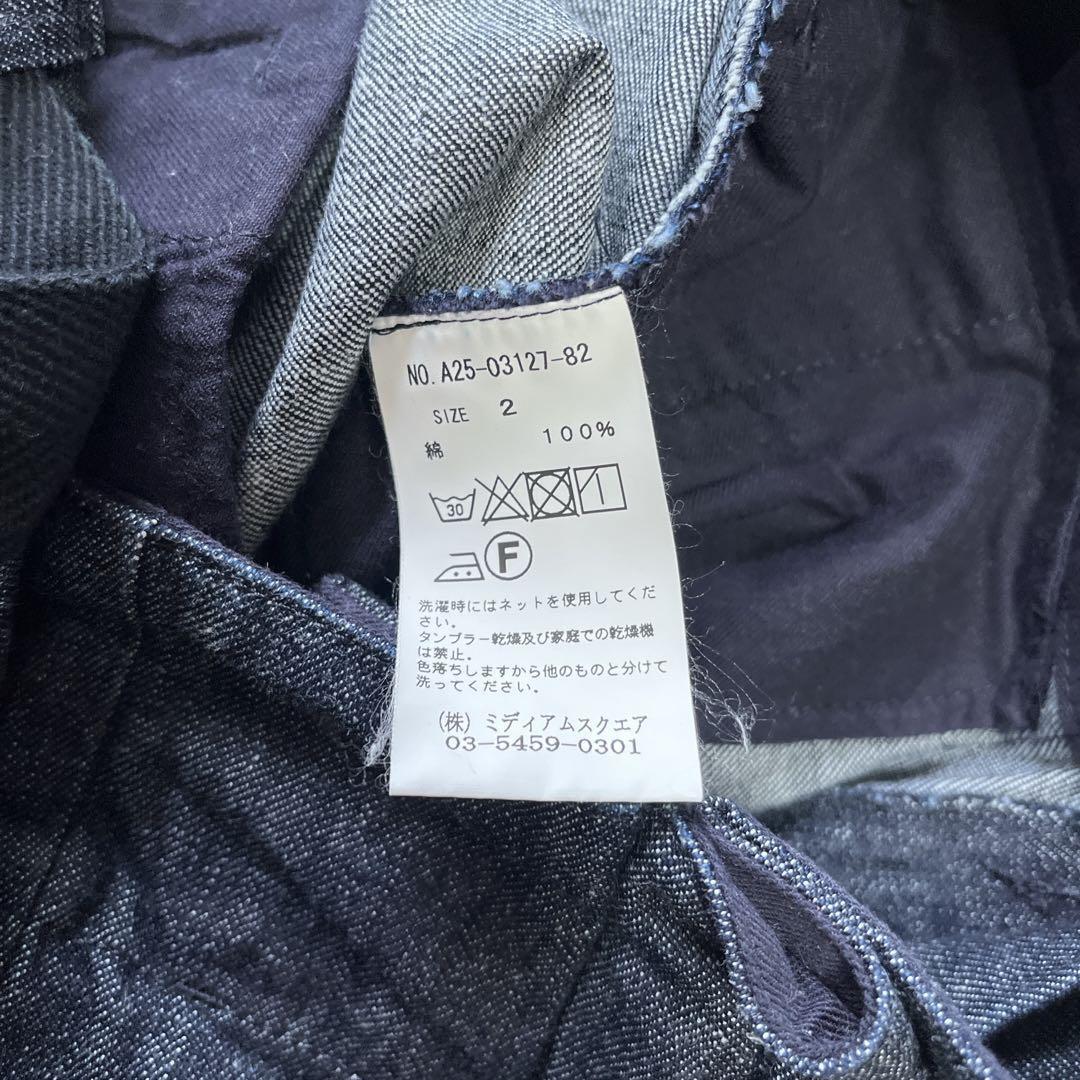 NO. A25-03127-82
SIZE 2
綿 100%
30
F
洗濯時にはネットを使用してくだ
さい。
タンブラー乾燥及び家庭での乾燥機
は禁止。
色落ちしますから他のものと分けて
洗ってください。
(株) ミディアムスクエア
03-5459-0301